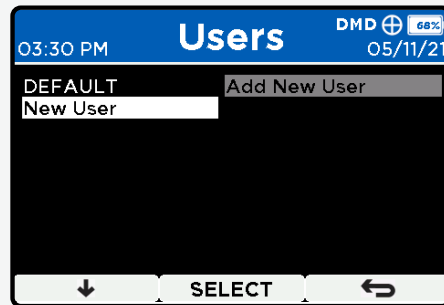 03:30 PM
Users
DMD 68%
05/11/21
DEFAULT
Add New User
New User
SELECT